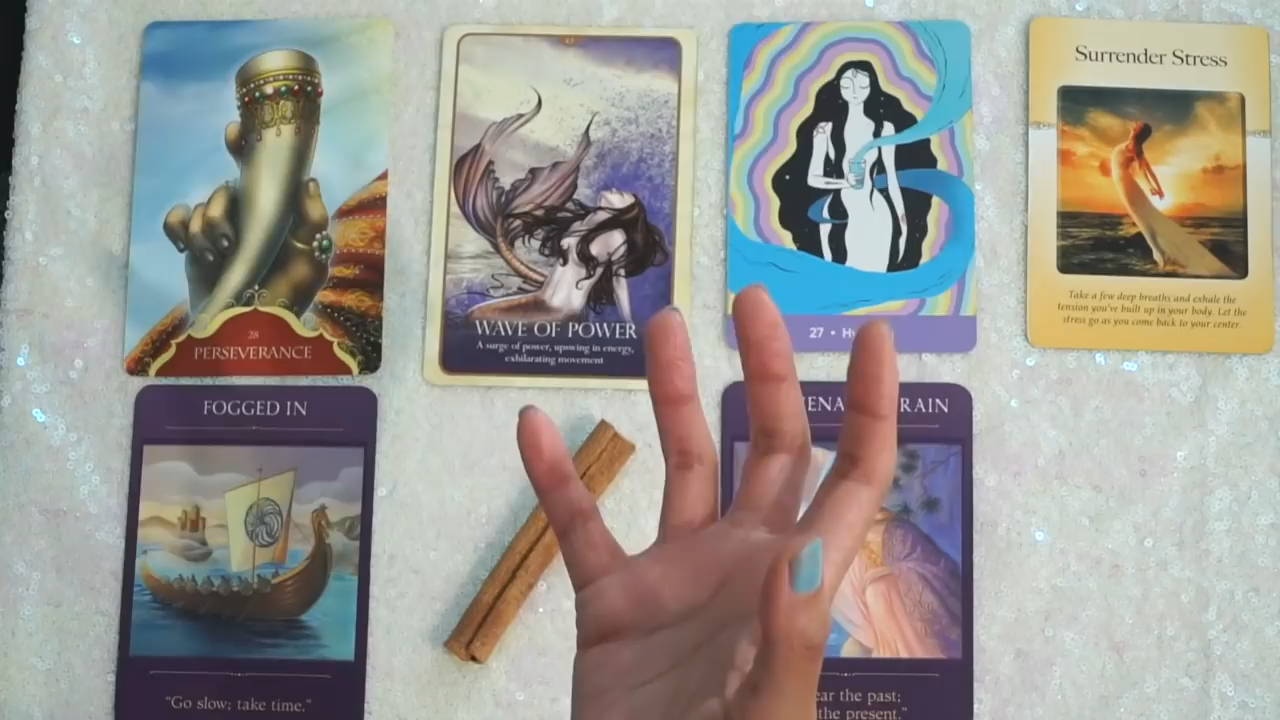 28
PERSEVERANCE
WAVE OF POWER
A surge of power, upswing in energy,
exhilarating movement
27 •
Surrender Stress
Take a few deep breaths and exhale the
tension you've built up in your body. Let the
stress go as you come back to your center.
FOGGED IN
"Go slow; take time."
RAIN
the past;
the present."